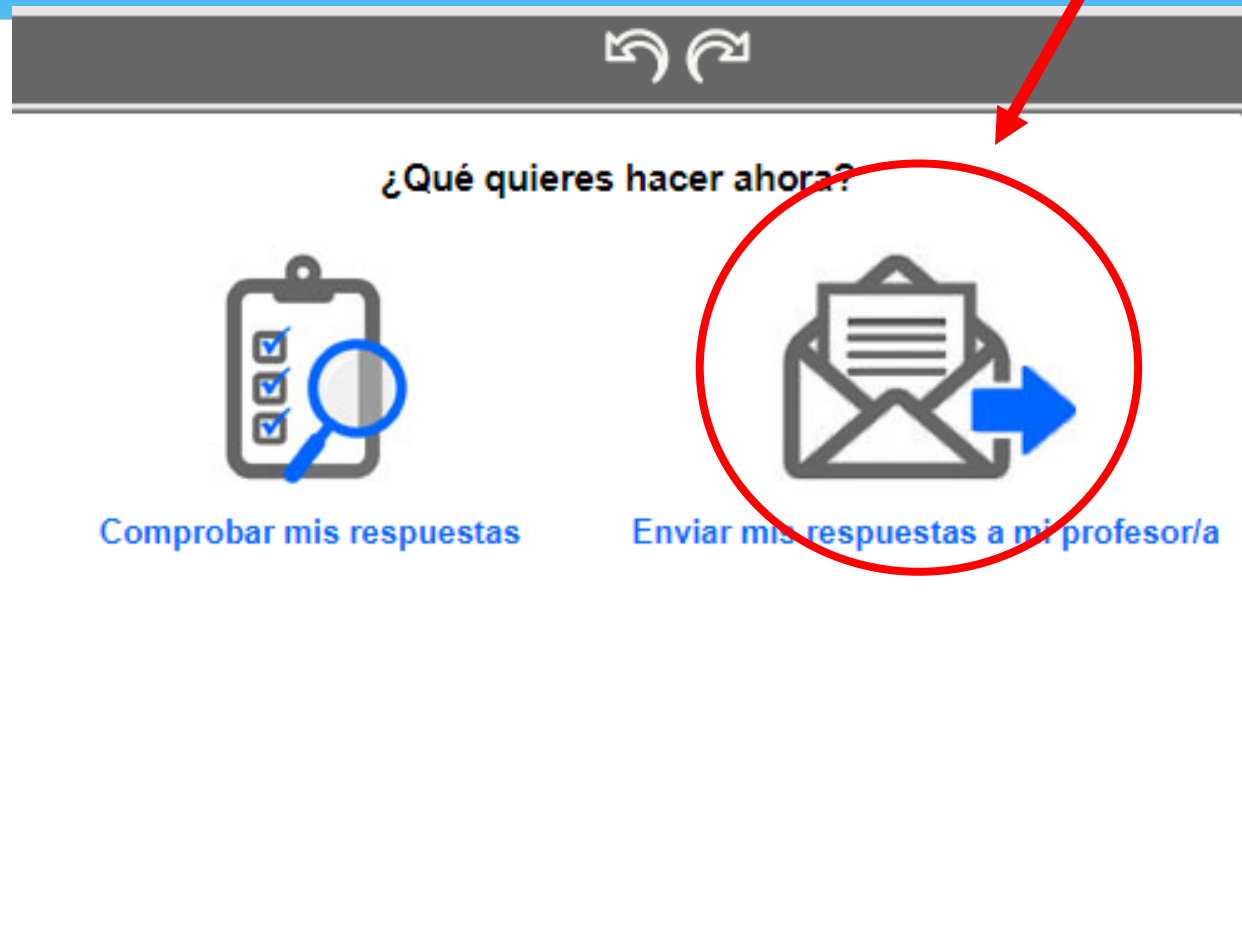 ¿Qué quieres hacer ahora?
Comprobar mis respuestas
Enviar mis respuestas a mi profesor/a